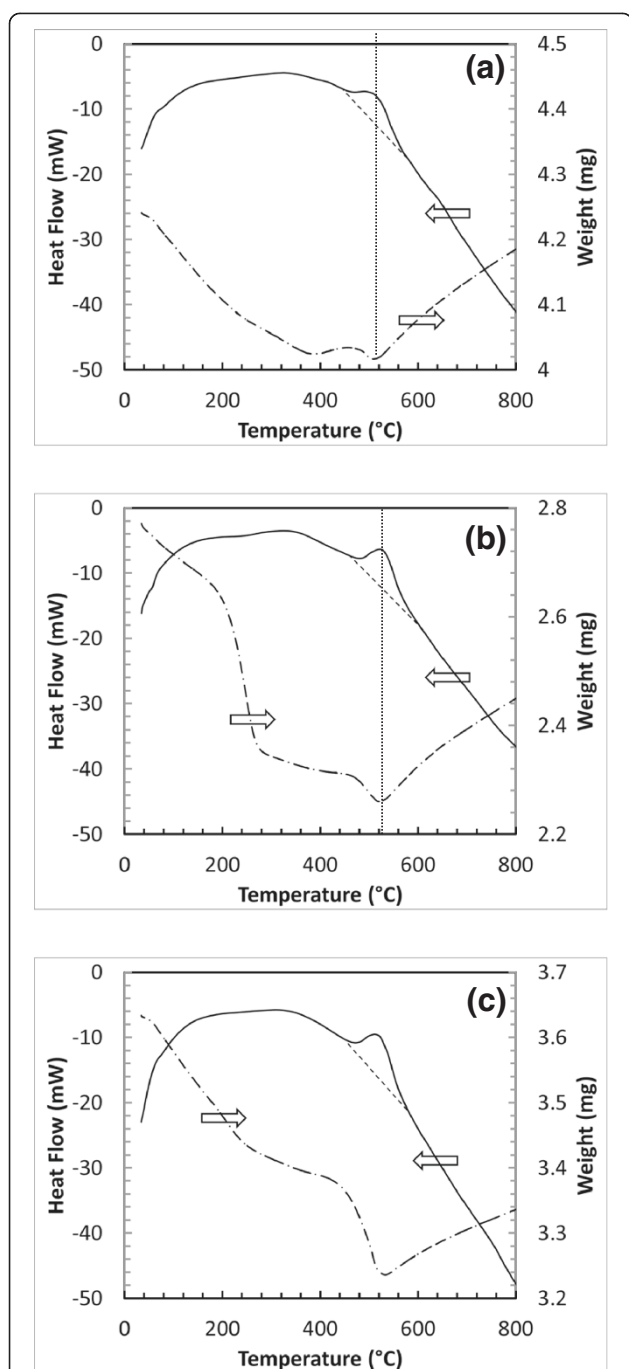 (a)
0
-10
-20
-30
-40
-50
Heat Flow (mW)
4.5
4.4
4.3
4.2
4.1
4
Weight (mg)
0 200 400 600 800
Temperature (°C)
(b)
0
-10
-20
-30
-40
-50
Heat Flow (mW)
2.8
2.6
2.4
2.2
Weight (mg)
0 200 400 600 800
Temperature (°C)
(c)
0
-10
-20
-30
-40
-50
Heat Flow (mW)
3.7
3.6
3.5
3.4
3.3
3.2
Weight (mg)
0 200 400 600 800
Temperature (°C)